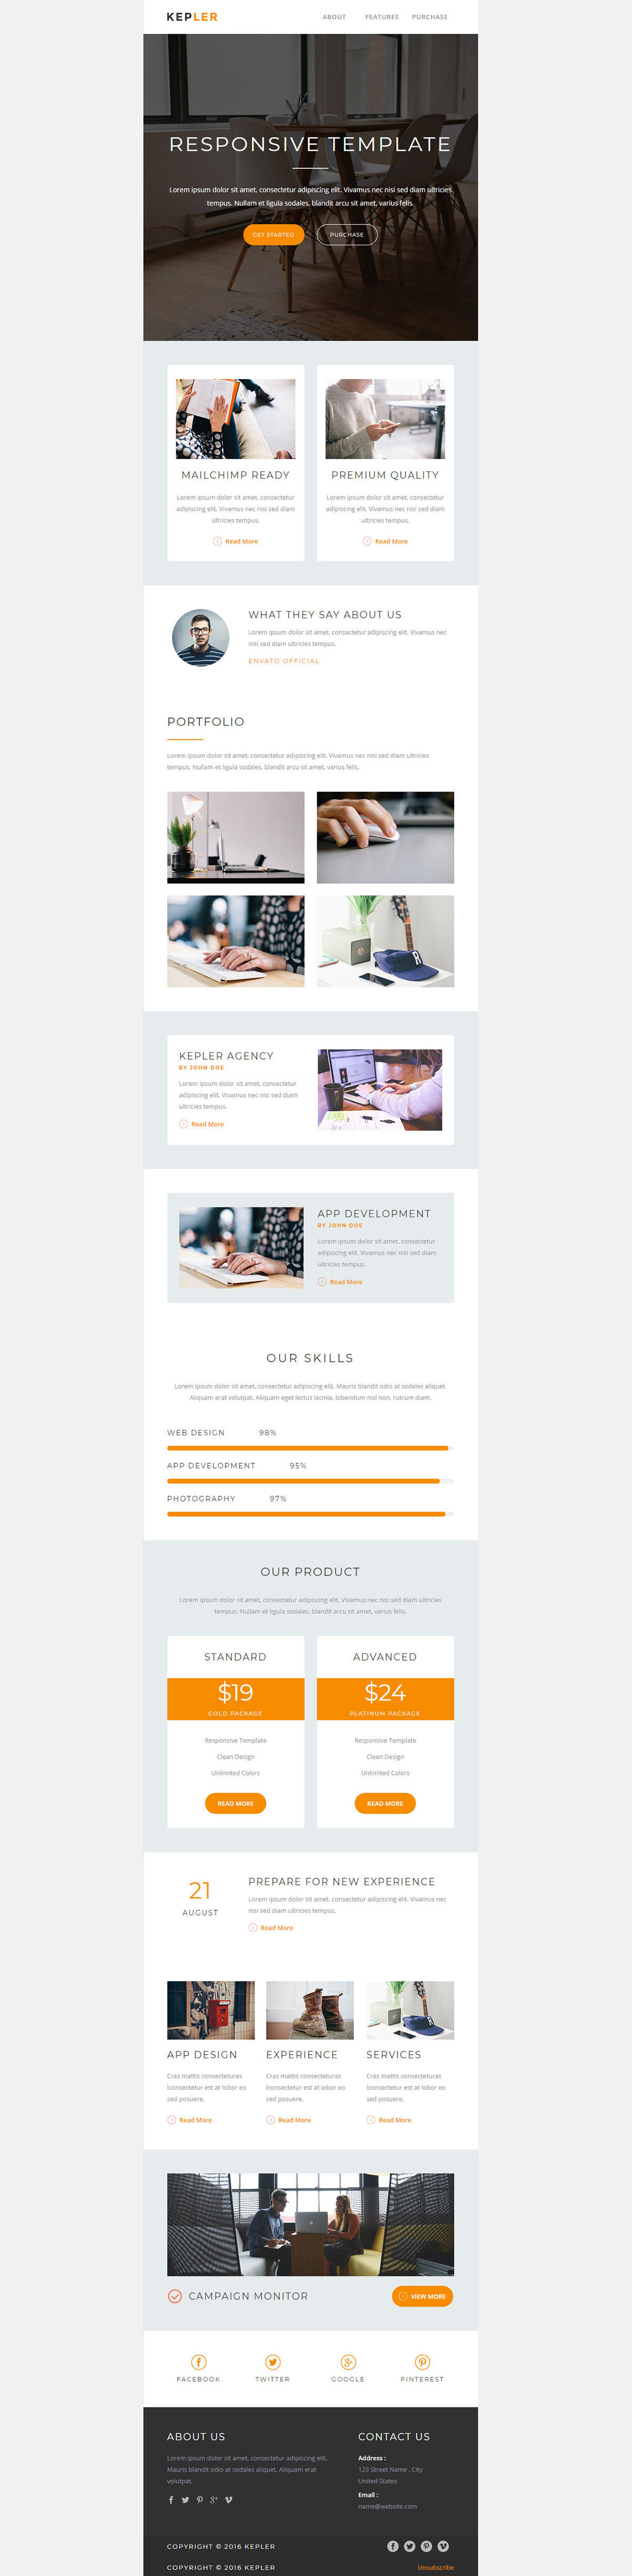 KEPLER
ABOUT FEATURES PURCHASE
RESPONSIVE TEMPLATE
Lorem ipsum dolor sit amet, consectetur adipiscing elit. Vivamus nec nisi sed diam ultricies
tempus. Nullam et ligula sodales, blandit arcu sit amet, varius felis.
GET STARTED
PURCHASE
MAILCHIMP READY
Lorem ipsum dolor sit amet, consectetur
adipiscing elit. Vivamus nec nisi sed diam
ultricies tempus.
Read More
PREMIUM QUALITY
Lorem ipsum dolor sit amet, consectetur
adipiscing elit. Vivamus nec nisi sed diam
ultricies tempus.
Read More
WHAT THEY SAY ABOUT US
Lorem ipsum dolor sit amet, consectetur adipiscing elit. Vivamus nec
nisi sed diam ultricies tempus.
ENVATO OFFICIAL
PORTFOLIO
Lorem ipsum dolor sit amet, consectetur adipiscing elit. Vivamus nec nisi sed diam ultricies
tempus. Nullam et ligula sodales, blandit arcu sit amet, varius felis.
R
KEPLER AGENCY
BY JOHN DOE
Lorem ipsum dolor sit amet, consectetur
adipiscing elit. Vivamus nec nisi sed diam
ultricies tempus.
Read More
APP DEVELOPMENT
BY JOHN DOE
Lorem ipsum dolor sit amet, consectetur
adipiscing elit. Vivamus nec nisi sed diam
ultricies tempus.
Read More
OUR SKILLS
Lorem ipsum dolor sit amet, consectetur adipiscing elit. Mauris blandit odio at sodales aliquet.
Aliquam erat volutpat. Aliquam eget lectus lacinia, bibendum nisl non, rutrum diam.
WEB DESIGN 98%
APP DEVELOPMENT 95%
PHOTOGRAPHY 97%
OUR PRODUCT
Lorem ipsum dolor sit amet, consectetur adipiscing elit. Vivamus nec nisi sed diam ultricies
tempus. Nullam et ligula sodales, blandit arcu sit amet, varius felis.
STANDARD
$19
GOLD PACKAGE
Responsive Template
Clean Design
Unlimited Colors
READ MORE
ADVANCED
$24
PLATINUM PACKAGE
Responsive Template
Clean Design
Unlimited Colors
READ MORE
21
AUGUST
PREPARE FOR NEW EXPERIENCE
Lorem ipsum dolor sit amet, consectetur adipiscing elit. Vivamus nec
nisi sed diam ultricies tempus.
Read More
APP DESIGN
Cras mattis consecteturas
lconsectetur est at lobor eo
sed posuere.
Read More
EXPERIENCE
Cras mattis consecteturas
lconsectetur est at lobor eo
sed posuere.
Read More
R
SERVICES
Cras mattis consecteturas
lconsectetur est at lobor eo
sed posuere.
Read More
CAMPAIGN MONITOR
VIEW MORE
FACEBOOK
TWITTER
GOOGLE
PINTEREST
ABOUT US
Lorem ipsum dolor sit amet, consectetur adipiscing elit.
Mauris blandit odio at sodales aliquet. Aliquam erat
volutpat.
CONTACT US
Address :
123 Street Name , City
United States
Email :
name@website.com
COPYRIGHT © 2016 KEPLER
COPYRIGHT © 2016 KEPLER
Unsubscribe